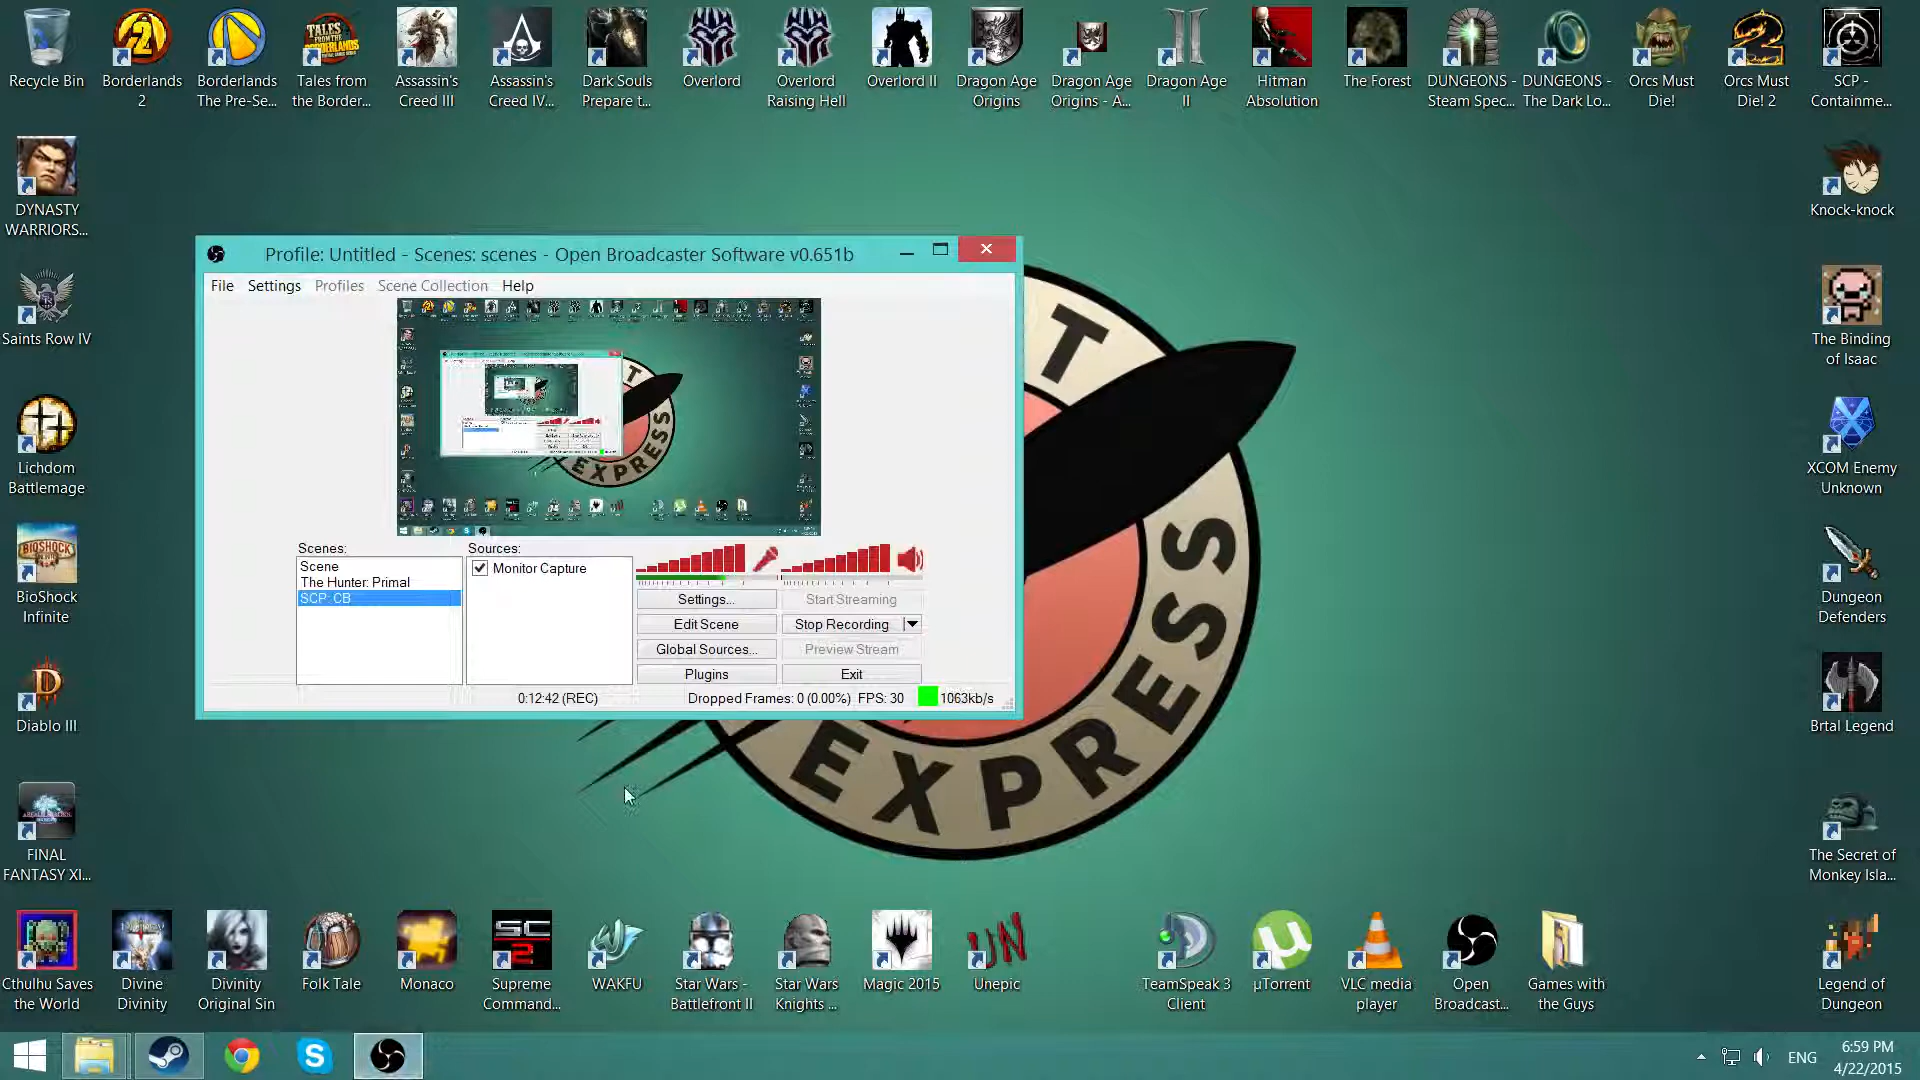 Recycle Bin
Borderlands
2
Borderlands
The Pre-Se...
Tales from
the Border...
Assassin's
Creed III
Assassin's
Creed IV...
Dark Souls
Prepare t...
Overlord
Overlord
Raising Hell
Overlord II
Dragon Age
Origins
Dragon Age
Origins - A...
Dragon Age
II
Hitman
Absolution
The Forest
DUNGEONS -
Steam Spec...
DUNGEONS -
The Dark Lo...
Orcs Must
Die!
Orcs Must
Die! 2
SCP -
Containme...
DYNASTY
WARRIORS...
Knock-knock
Profile: Untitled - Scenes: scenes - Open Broadcaster Software v0.651b
File Settings Profiles Scene Collection Help
Saints Row IV
The Binding
of Isaac
Lichdom
Battlemage
XCOM Enemy
Unknown
Scenes:
Scene
The Hunter: Primal
SCP: CB
Sources:
Monitor Capture
Settings...
Start Streaming
Edit Scene
Stop Recording
Global Sources...
Preview Stream
Plugins
Exit
0:12:42 (REC)
Dropped Frames: 0 (0.00%) FPS: 30
1063kb/s
T
EXPRESS
BIOSHOCK
INFINITE
BioShock
Infinite
Dungeon
Defenders
Diablo III
Brtal Legend
FINAL
FANTASY XI...
The Secret of
Monkey Isla...
Cthulhu Saves
the World
Divine
Divinity
Divinity
Original Sin
Folk Tale
Monaco
SC
2
Supreme
Command...
WAKFU
Star Wars -
Battlefront II
Star Wars
Knights ...
Magic 2015
UN
Unepic
TeamSpeak 3
Client
µTorrent
VLC media
player
Open
Broadcast...
Games with
the Guys
Legend of
Dungeon
ENG
6:59 PM
4/22/2015